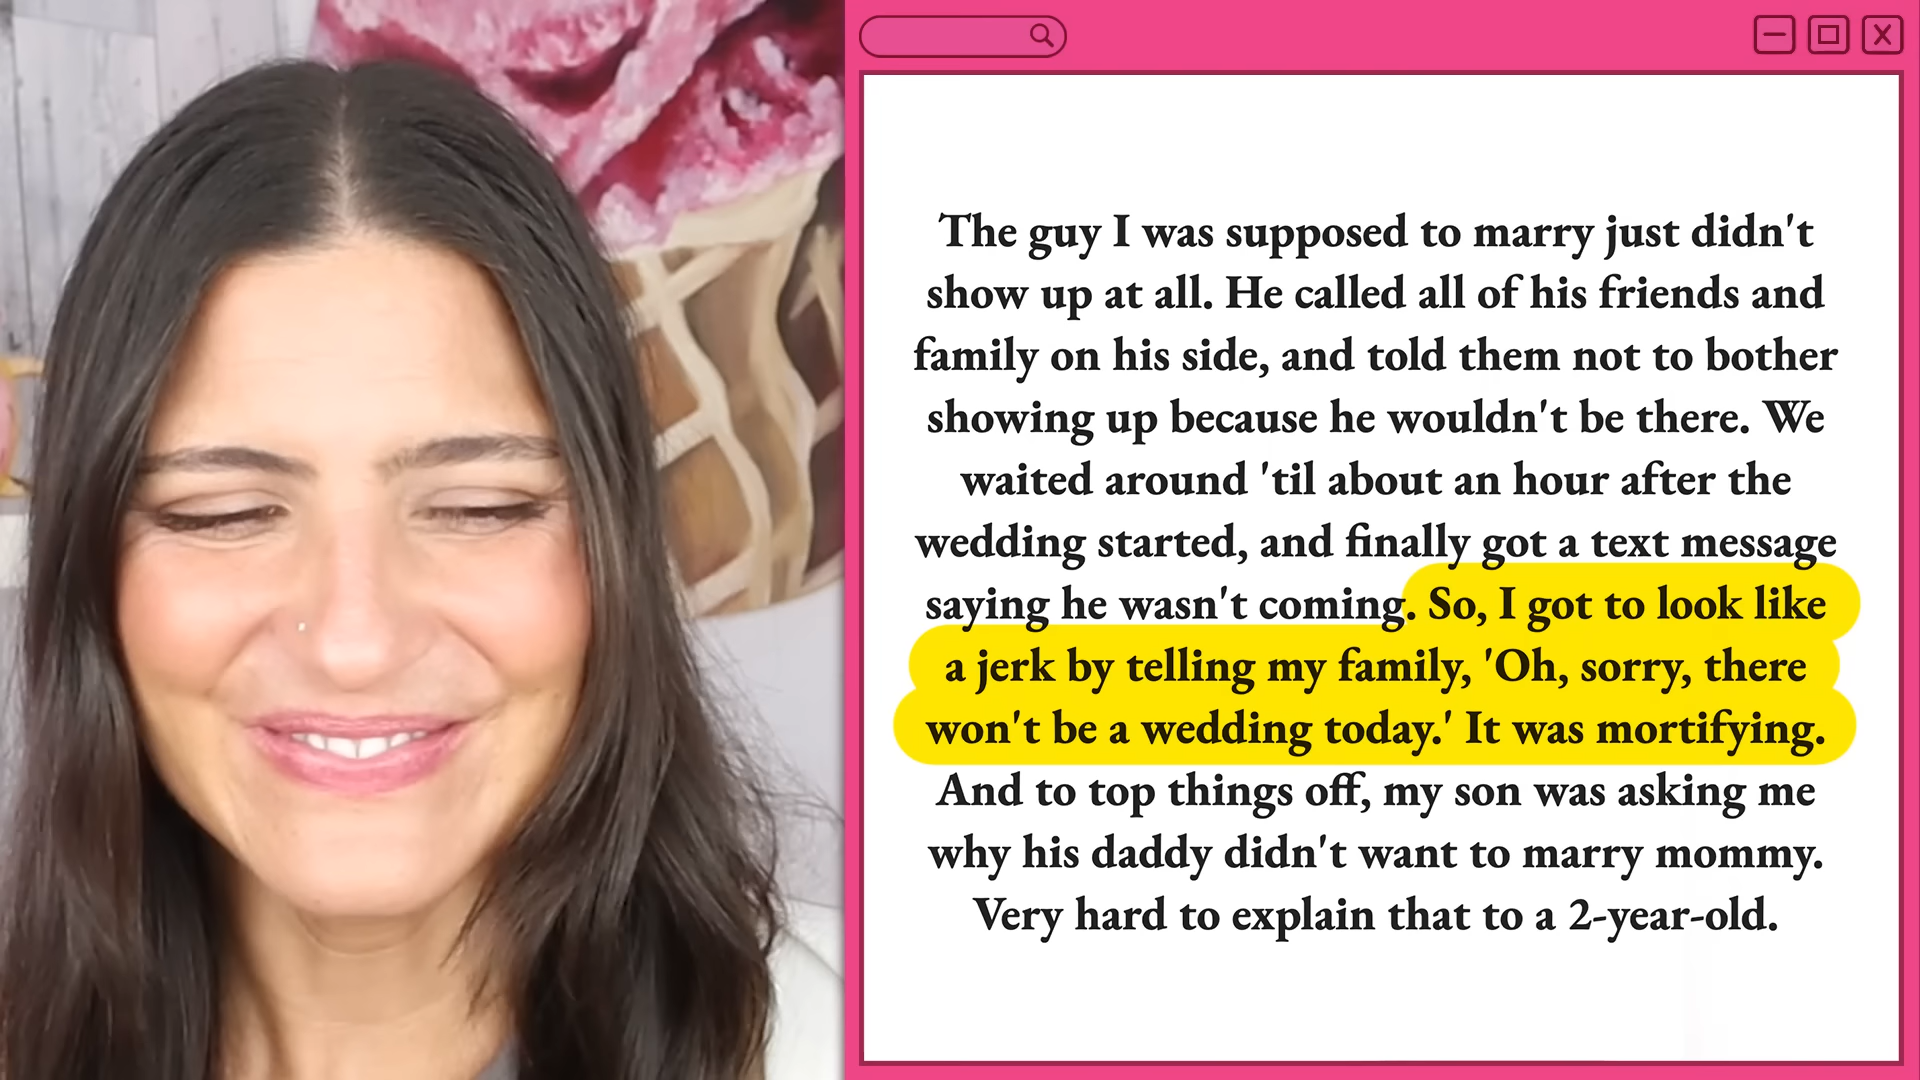 The guy I was supposed to marry just didn't
show up at all. He called all of his friends and
family on his side, and told them not to bother
showing up because he wouldn't be there. We
waited around 'til about an hour after the
wedding started, and finally got a text message
saying he wasn't coming. So, I got to look like
a jerk by telling my family, 'Oh, sorry, there
won't be a wedding today.' It was mortifying.
And to top things off, my son was asking me
why his daddy didn't want to marry mommy.
Very hard to explain that to a 2-year-old.